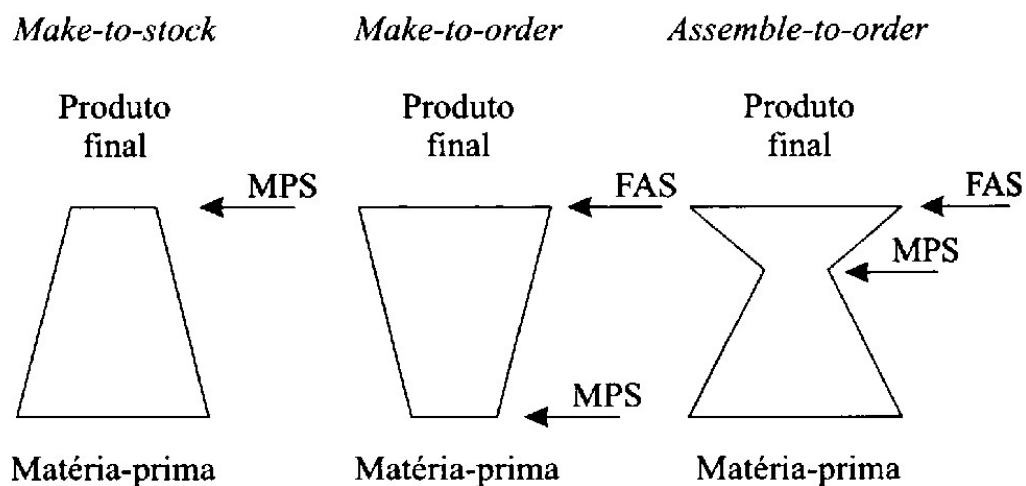 Make-to-stock
Make-to-order
Assemble-to-order
Produto
final
Produto
final
Produto
final
MPS
FAS
FAS
MPS
MPS
Matéria-prima
Matéria-prima
Matéria-prima